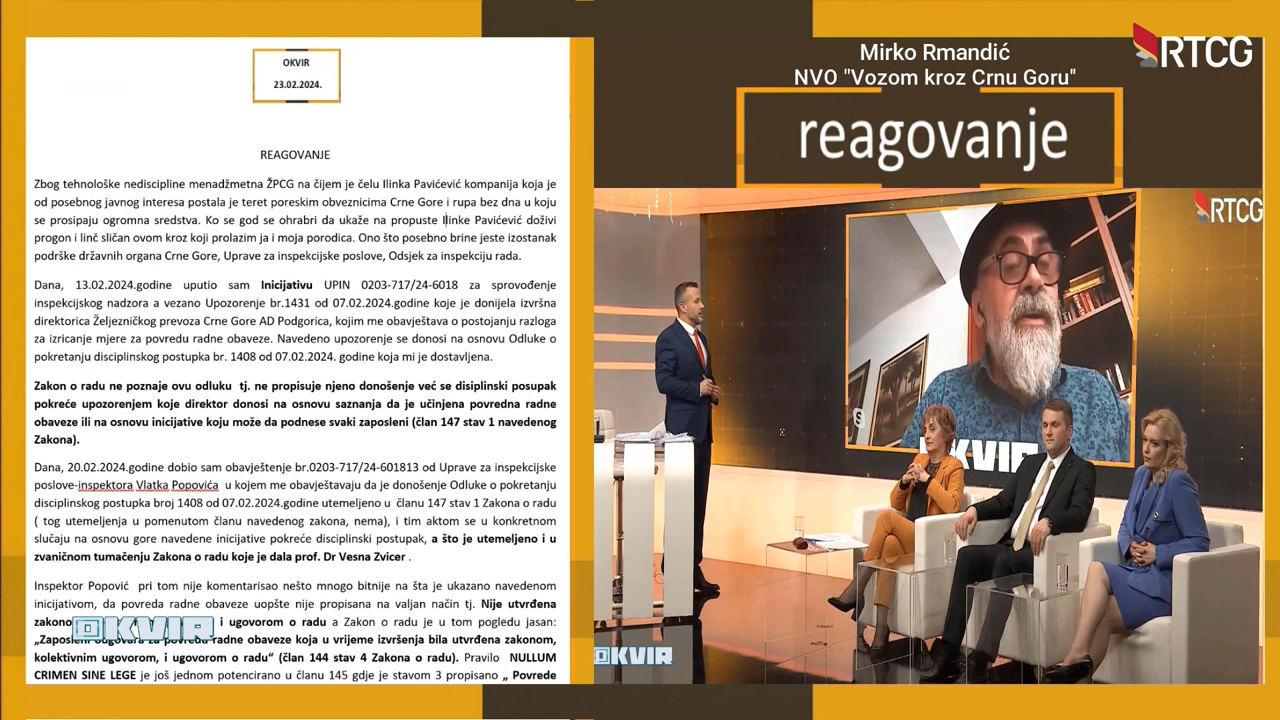 OKVIR
23.02.2024.
REAGOVANJE
Zbog tehnološke nediscipline menadžmetna ŽPCG na čijem je čelu Ilinka Pavićević kompanija koja je
od posebnog javnog interesa postala je teret poreskim obveznicima Crne Gore i rupa bez dna u koju
se prosipaju ogromna sredstva. Ko se god se ohrabri da ukaže na propuste Ilinke Pavićević doživi
progon i linč sličan ovom kroz koji prolazim ja i moja porodica. Ono što posebno brine jeste izostanak
podrške državnih organa Crne Gore, Uprave za inspekcijske poslove, Odsjek za inspekciju rada.
Dana, 13.02.2024.godine uputio sam Inicijativu UPIN 0203-717/24-6018 za sprovođenje
inspekcijskog nadzora a vezano Upozorenje br.1431 od 07.02.2024.godine koje je donijela izvršna
direktorica Željezničkog prevoza Crne Gore AD Podgorica, kojim me obavještava o postojanju razloga
za izricanje mjere za povredu radne obaveze. Navedeno upozorenje se donosi na osnovu Odluke o
pokretanju disciplinskog postupka br. 1408 od 07.02.2024. godine koja mi je dostavljena.
Zakon o radu ne poznaje ovu odluku tj. ne propisuje njeno donošenje već se disiplinski posupak
pokreće upozorenjem koje direktor donosi na osnovu saznanja da je učinjena povredna radne
obaveze ili na osnovu inicijative koju može da podnese svaki zaposleni (član 147 stav 1 navedenog
Zakona).
Dana, 20.02.2024.godine dobio sam obavještenje br.0203-717/24-601813 od Uprave za inspekcijske
poslove-inspektora Vlatka Popovića u kojem me obavještavaju da je donošenje Odluke o pokretanju
disciplinskog postupka broj 1408 od 07.02.2024.godine utemeljeno u članu 147 stav 1 Zakona o radu
( tog utemeljenja u pomenutom članu navedenog zakona, nema), i tim aktom se u konkretnom
slučaju na osnovu gore navedene inicijative pokreće disciplinski postupak, a što je utemeljeno i u
zvaničnom tumačenju Zakona o radu koje je dala prof. Dr Vesna Zvicer .
Inspektor Popović pri tom nije komentarisao nešto mnogo bitnije na šta je ukazano navedenom
inicijativom, da povreda radne obaveze uopšte nije propisana na valjan način tj. Nije utvrđena
zakono i ugovorom o radu a Zakon o radu je u tom pogledu jasan:
„Zaposleni odgovara za povredu radne obaveze koja u vrijeme izvršenja bila utvrđena zakonom,
kolektivnim ugovorom, i ugovorom o radu“ (član 144 stav 4 Zakona o radu). Pravilo NULLUM
CRIMEN SINE LEGE je još jednom potencirano u članu 145 gdje je stavom 3 propisano „ Povrede
OKVIR
Mirko Rmandić
NVO "Vozom kroz Crnu Goru"
RTCG
reagovanje
RTCG
OKVIR
OKVIR